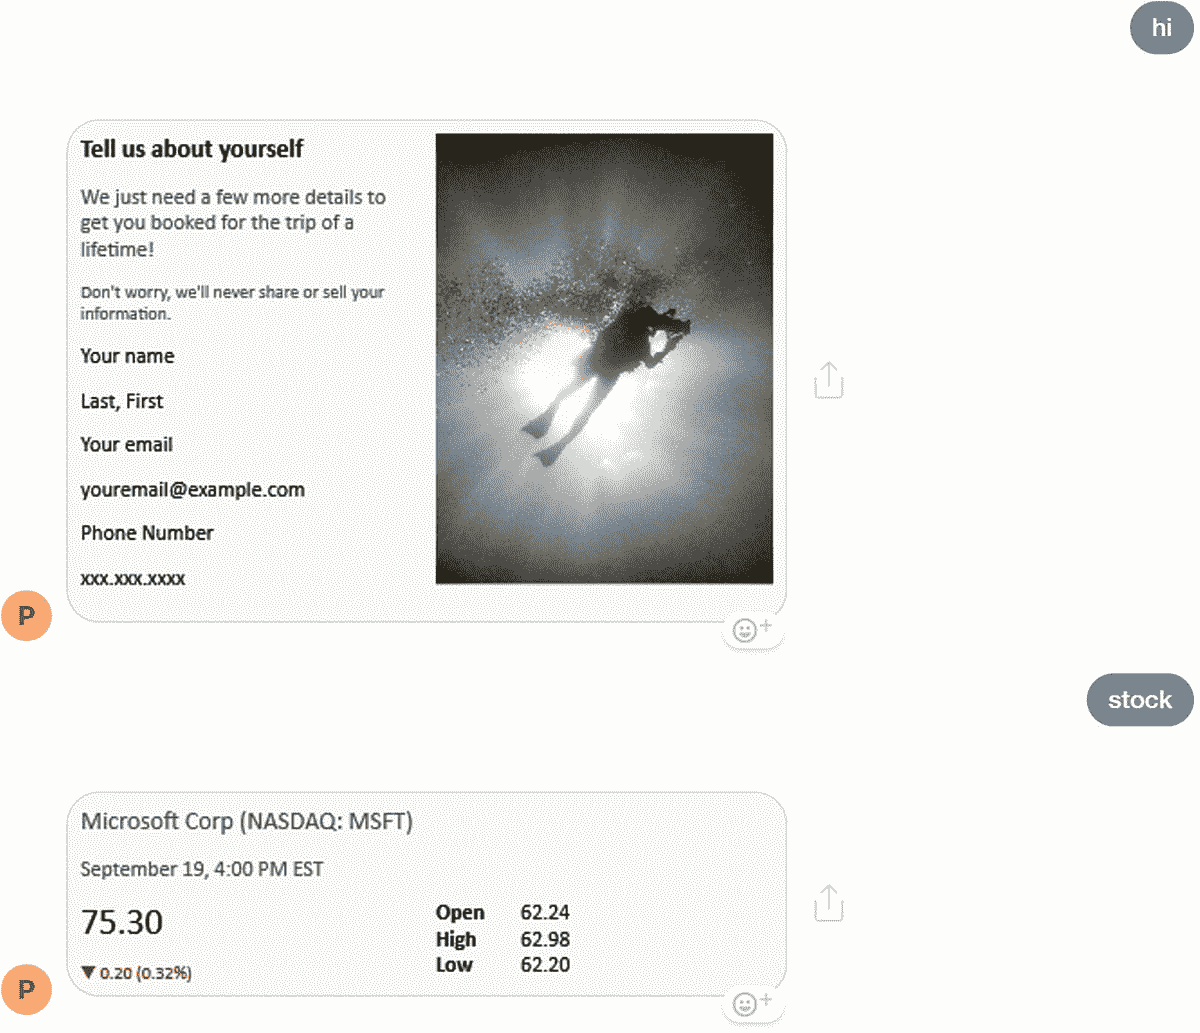 hi
Tell us about yourself
We just need a few more details to
get you booked for the trip of a
lifetime!
Don't worry, we'll never share or sell your
information.
Your name
Last, First
Your email
youremail@example.com
Phone Number
xxx.xxx.xxxx
P
stock
Microsoft Corp (NASDAQ: MSFT)
September 19, 4:00 PM EST
75.30
▼ 0.20 (0.32%)
Open 62.24
High 62.98
Low 62.20
P